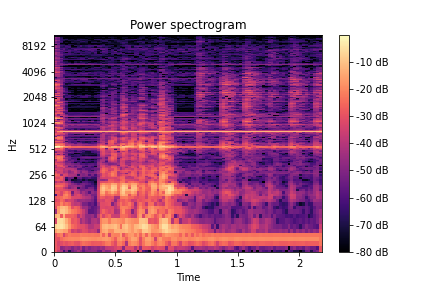 Power spectrogram
8192
4096
2048
1024
512
256
128
64
0
Hz
0
0.5
1
1.5
2
Time
-10 dB
-20 dB
-30 dB
-40 dB
-50 dB
-60 dB
-70 dB
-80 dB